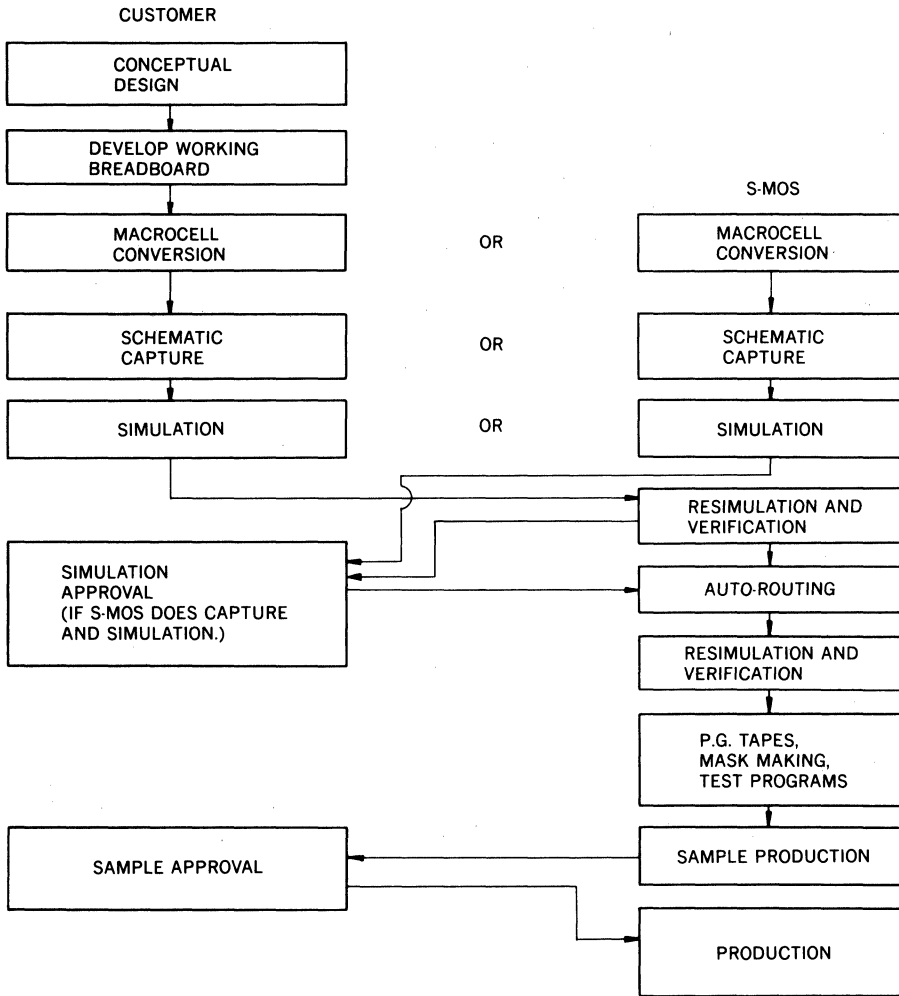 CUSTOMER
CONCEPTUAL
DESIGN
DEVELOP WORKING
BREADBOARD
S-MOS
MACROCELL
CONVERSION
OR
MACROCELL
CONVERSION
SCHEMATIC
CAPTURE
OR
SCHEMATIC
CAPTURE
SIMULATION
OR
SIMULATION
RESIMULATION AND
VERIFICATION
SIMULATION
APPROVAL
(IF S-MOS DOES CAPTURE
AND SIMULATION.)
AUTO-ROUTING
RESIMULATION AND
VERIFICATION
P.G. TAPES,
MASK MAKING,
TEST PROGRAMS
SAMPLE APPROVAL
SAMPLE PRODUCTION
PRODUCTION